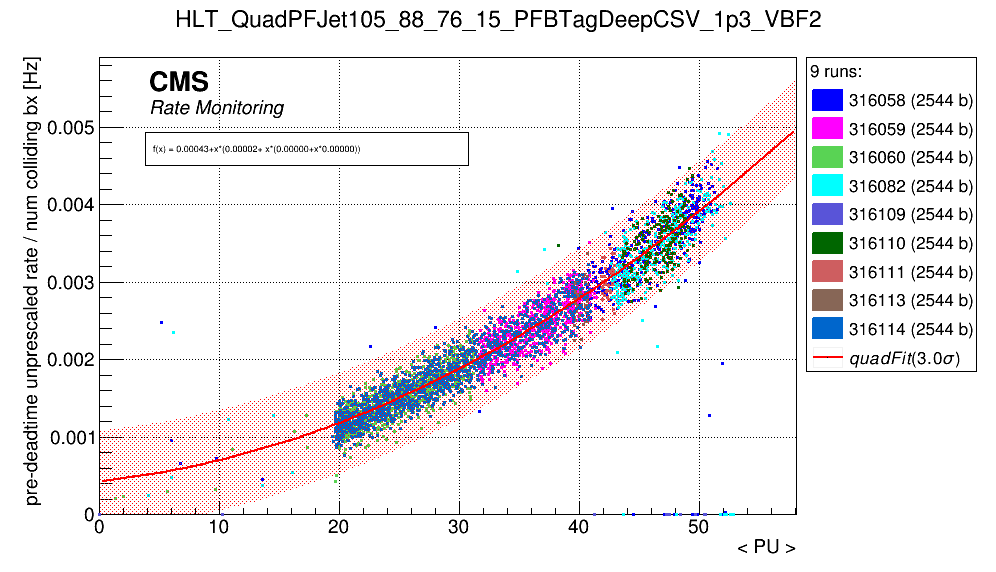 HLT_QuadPFJet105_88_76_15_PFBTagDeepCSV_1p3_VBF2
pre-deadtime unprescaled rate / num colliding bx [Hz]
CMS
Rate Monitoring
f(x) = 0.00043+x*(0.00002+ x*(0.00000+x*0.00000))
0.005
0.004
0.003
0.002
0.001
0
0 10 20 30 40 50
< PU >
9 runs:
316058 (2544 b)
316059 (2544 b)
316060 (2544 b)
316082 (2544 b)
316109 (2544 b)
316110 (2544 b)
316111 (2544 b)
316113 (2544 b)
316114 (2544 b)
quadFit(3.0σ)